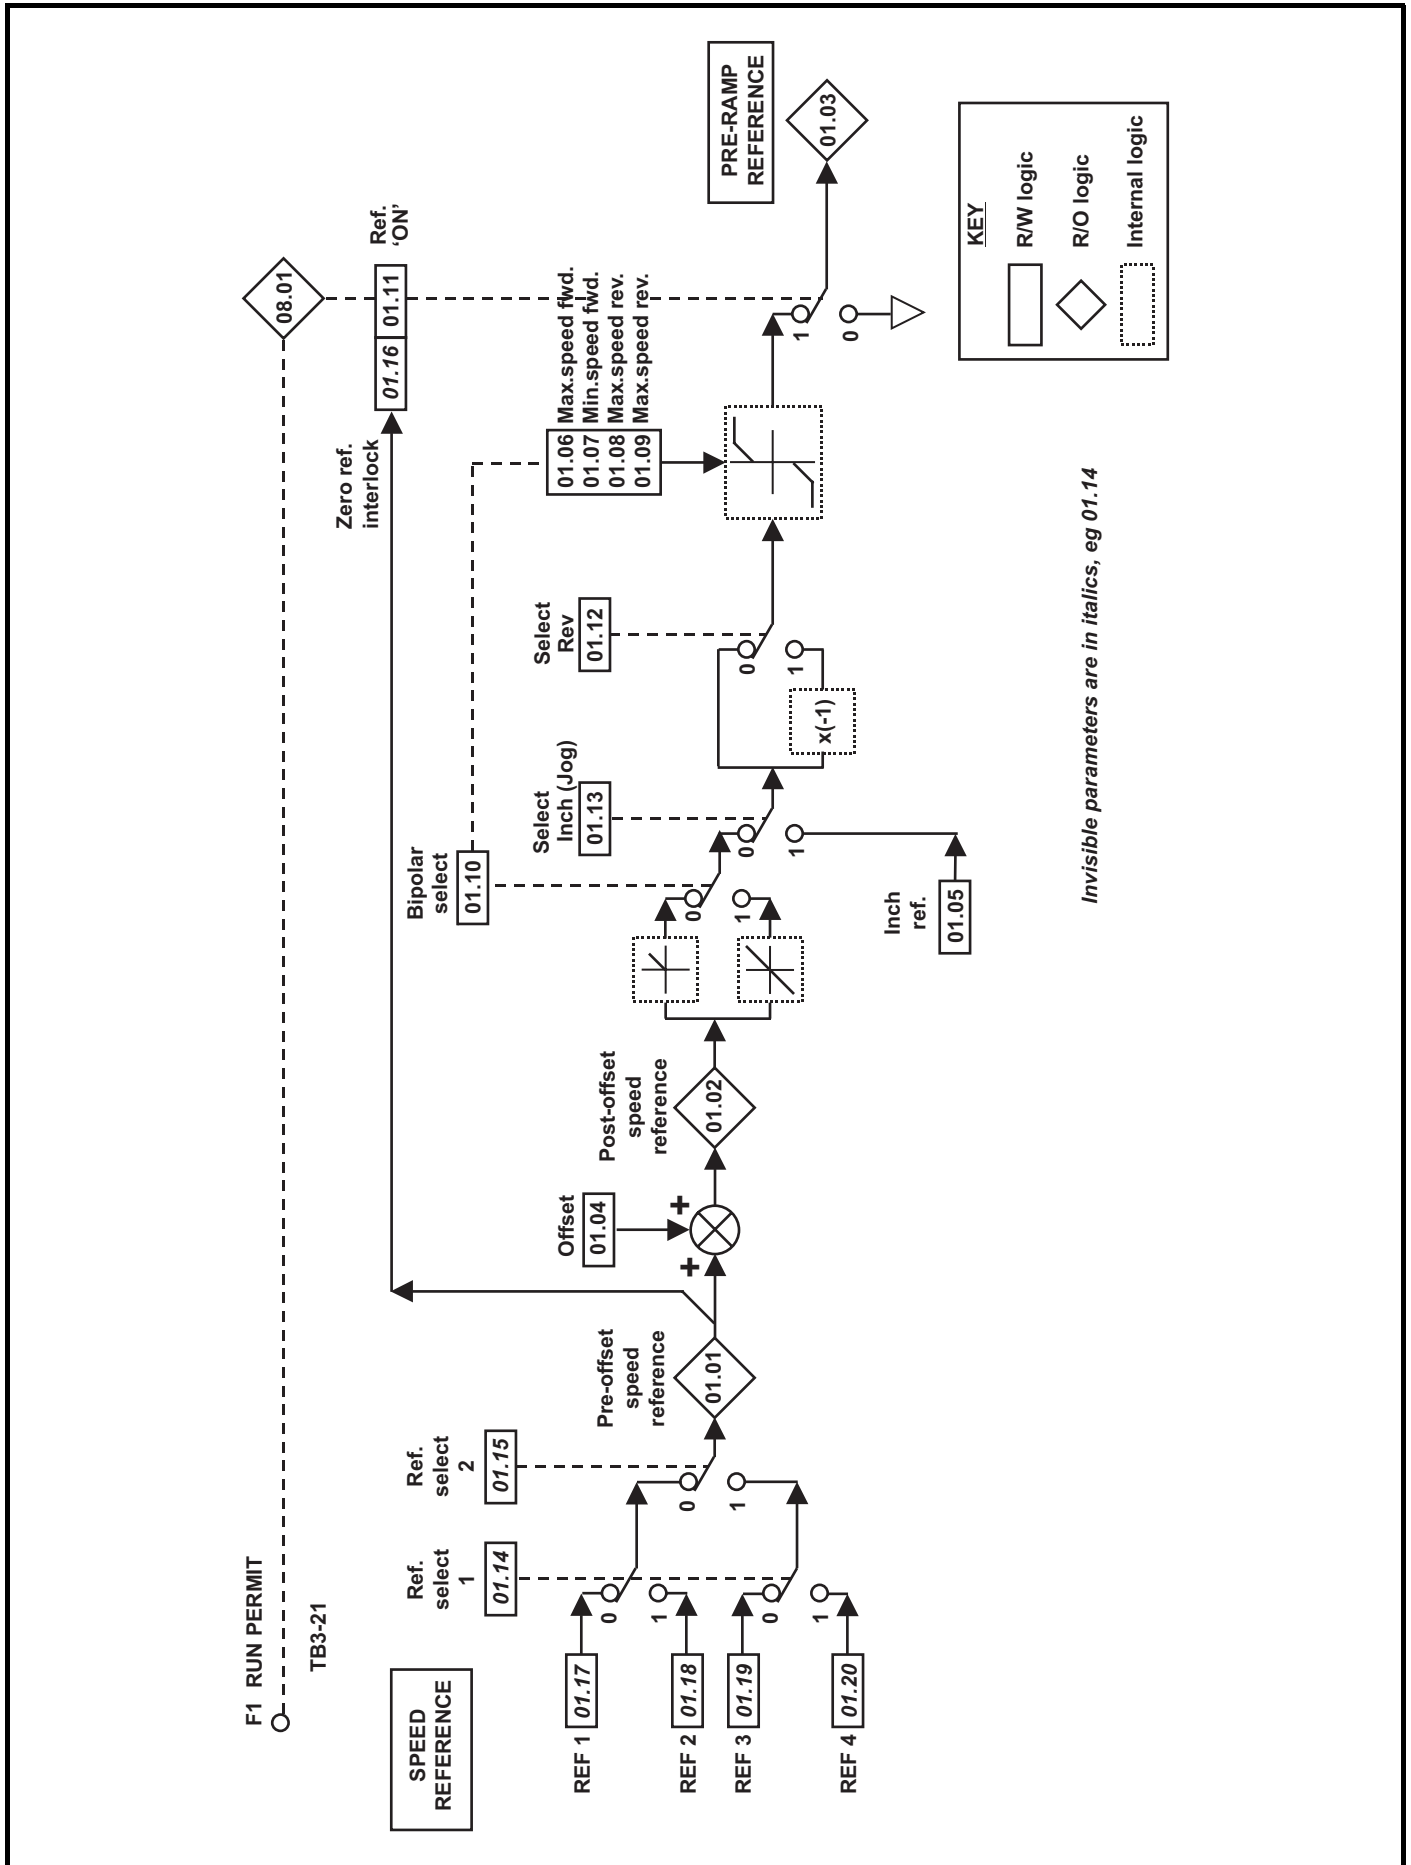 F1 RUN PERMIT
TB3-21
08.01
SPEED
REFERENCE
REF 1
01.17
REF 2
01.18
REF 3
01.19
REF 4
01.20
0
1
0
1
Ref.
select
1
01.14
Ref.
select
2
01.15
0
1
Pre-offset
speed
reference
01.01
+
+
Offset
01.04
Post-offset
speed
reference
01.02
Bipolar
select
01.10
0
1
Inch
ref.
01.05
Select
Inch (Jog)
01.13
0
1
x(-1)
Select
Rev
01.12
0
1
Zero ref.
interlock
01.16
01.11
Ref.
‘ON’
01.06 Max.speed fwd.
01.07 Min.speed fwd.
01.08 Max.speed rev.
01.09 Max.speed rev.
1
0
PRE-RAMP
REFERENCE
01.03
KEY
R/W logic
R/O logic
Internal logic
Invisible parameters are in italics, eg 01.14